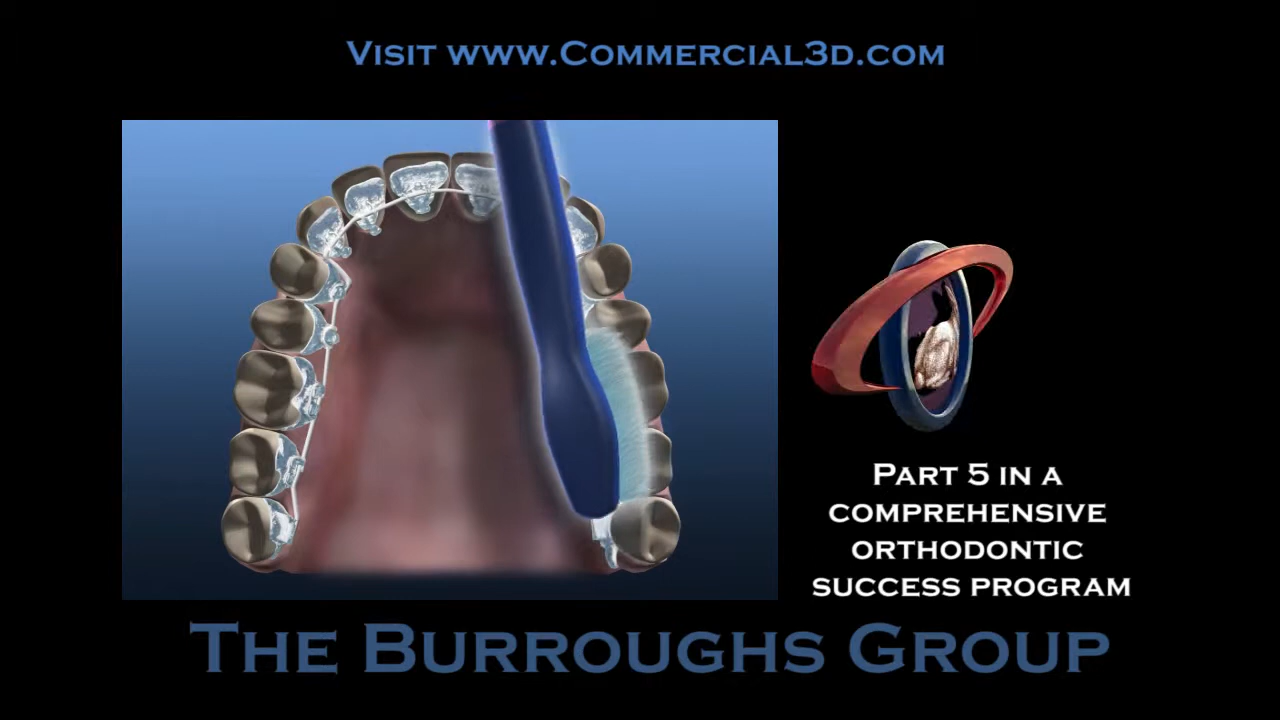 Visit www.Commercial3d.com
Part 5 in a
comprehensive
orthodontic
success program
The Burroughs Group